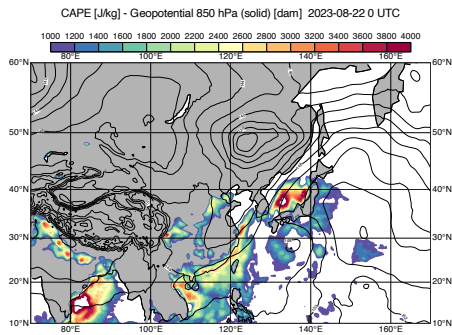 CAPE [J/kg] - Geopotential 850 hPa (solid) [dam]  2023-08-22 0 UTC
1000 1200 1400 1600 1800 2000 2200 2400 2600 2800 3000 3200 3400 3600 3800 4000
80°E 100°E 120°E 140°E 160°E
60°N 60°N
50°N 50°N
40°N 40°N
30°N 30°N
20°N 20°N
10°N 10°N
80°E 100°E 120°E 140°E 160°E